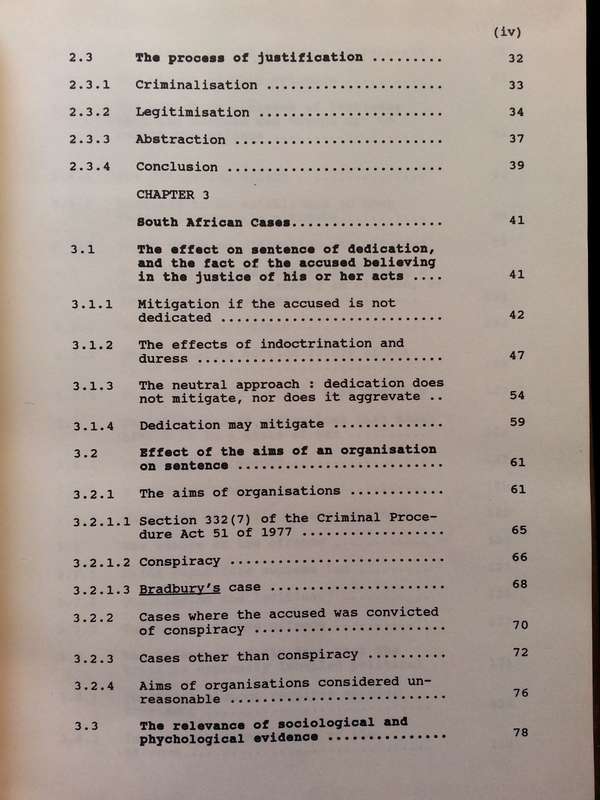 (iv)
2.3 The process of justification ......... 32
2.3.1 Criminalisation ....................... 33
2.3.2 Legitimisation ........................ 34
2.3.3 Abstraction ........................... 37
2.3.4 Conclusion ............................ 39
CHAPTER 3
South African Cases................... 41
3.1 The effect on sentence of dedication,
and the fact of the accused believing
in the justice of his or her acts .... 41
3.1.1 Mitigation if the accused is not
dedicated ............................ 42
3.1.2 The effects of indoctrination and
duress ............................... 47
3.1.3 The neutral approach : dedication does
not mitigate, nor does it aggrevate .. 54
3.1.4 Dedication may mitigate .............. 59
3.2 Effect of the aims of an organisation
on sentence .......................... 61
3.2.1 The aims of organisations ............ 61
3.2.1.1 Section 332(7) of the Criminal Proce-
dure Act 51 of 1977 .................. 65
3.2.1.2 Conspiracy ........................... 66
3.2.1.3 Bradbury's case ...................... 68
3.2.2 Cases where the accused was convicted
of conspiracy ........................ 70
3.2.3 Cases other than conspiracy .......... 72
3.2.4 Aims of organisations considered un-
reasonable ........................... 76
3.3 The relevance of sociological and
phychological evidence ............... 78